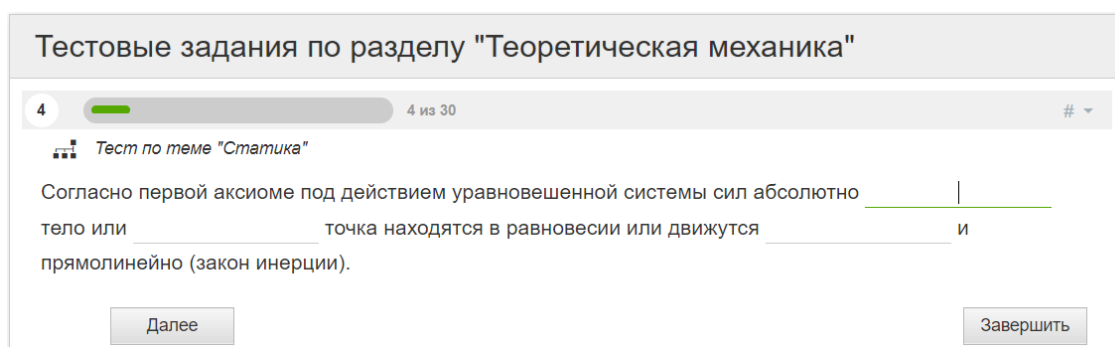 Тестовые задания по разделу "Теоретическая механика"
4 4 из 30 #
Тест по теме "Статика"
Согласно первой аксиоме под действием уравновешенной системы сил абсолютно
тело или точка находятся в равновесии или движутся и
прямолинейно (закон инерции).
Далее Завершить